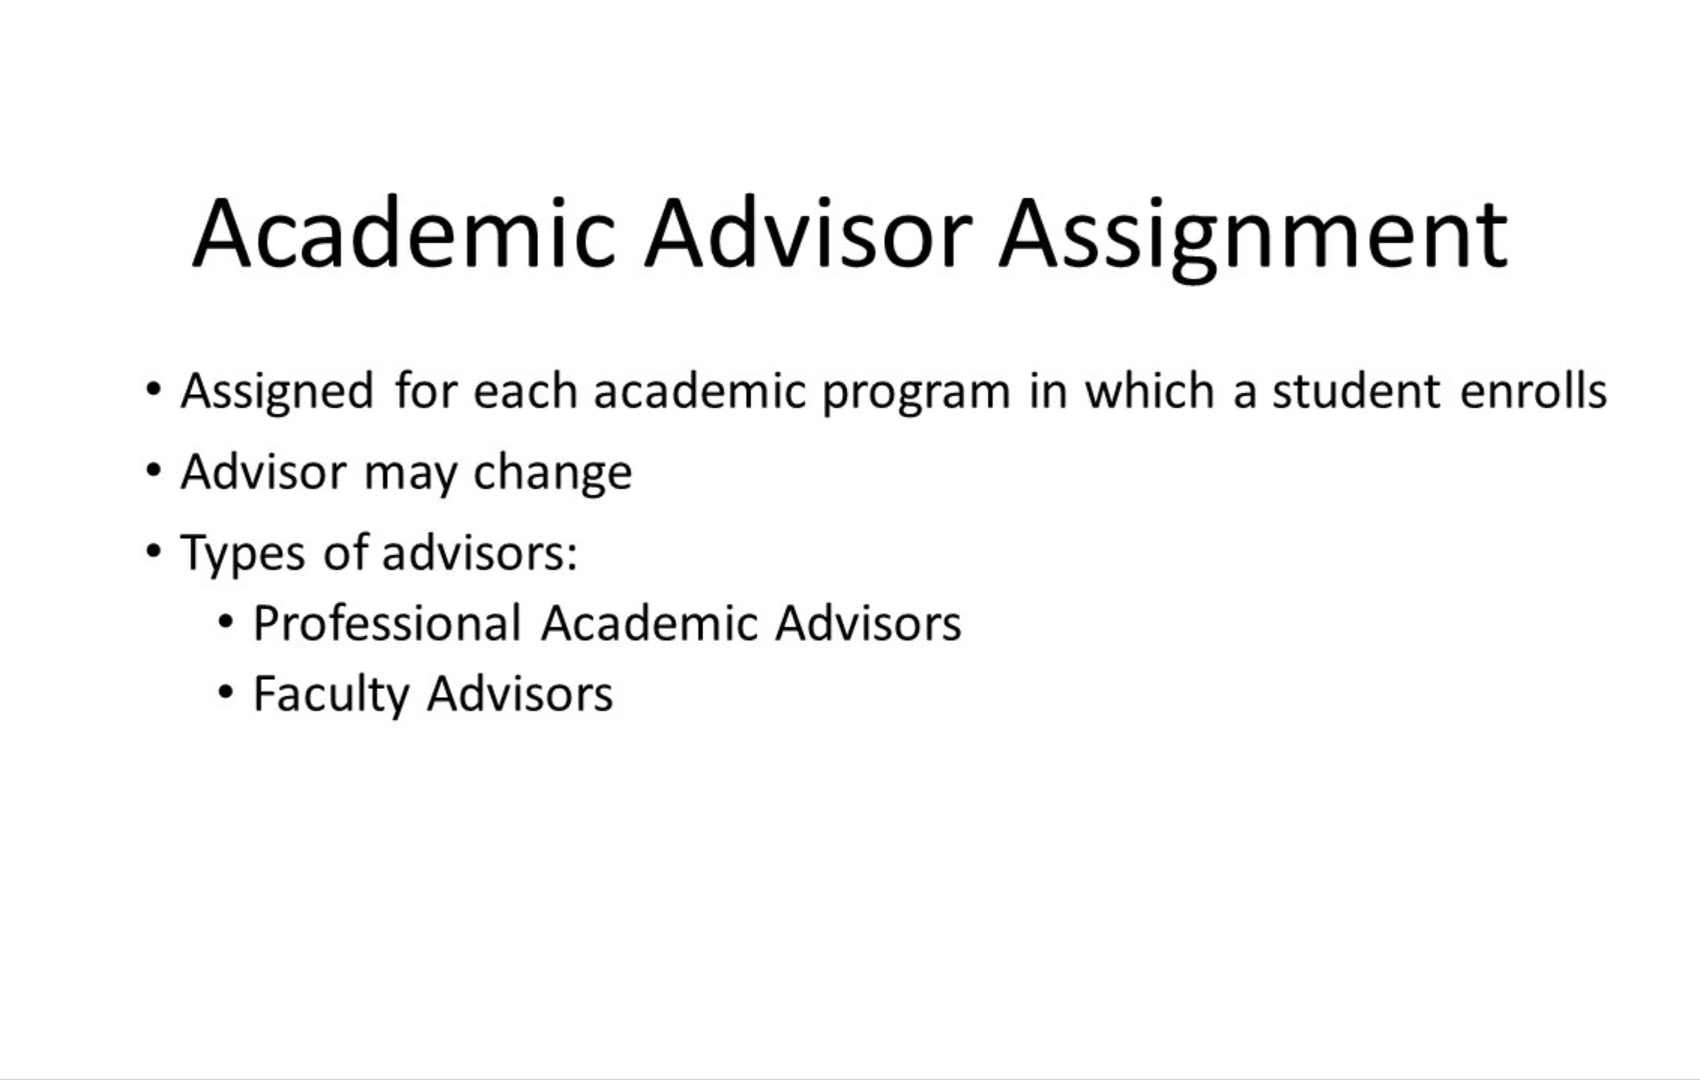 Academic Advisor Assignment
• Assigned for each academic program in which a student enrolls
• Advisor may change
• Types of advisors:
• Professional Academic Advisors
• Faculty Advisors